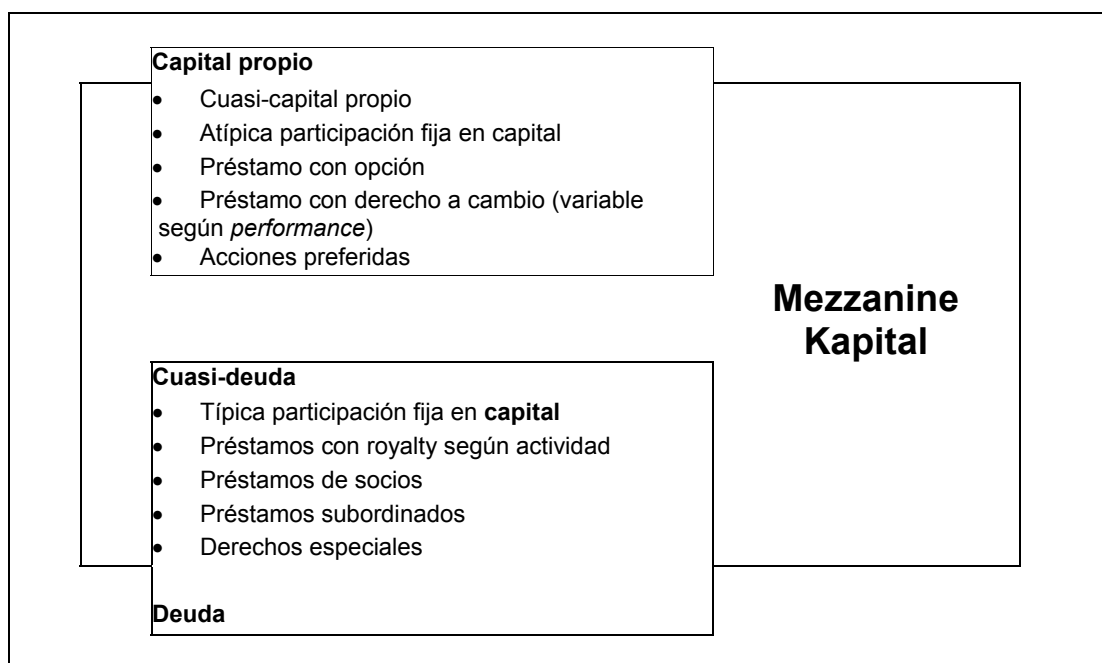 Capital propio
• Cuasi-capital propio
• Atípica participación fija en capital
• Préstamo con opción
• Préstamo con derecho a cambio (variable
según performance)
• Acciones preferidas
Mezzanine
Kapital
Cuasi-deuda
• Típica participación fija en capital
• Préstamos con royalty según actividad
• Préstamos de socios
• Préstamos subordinados
• Derechos especiales
Deuda